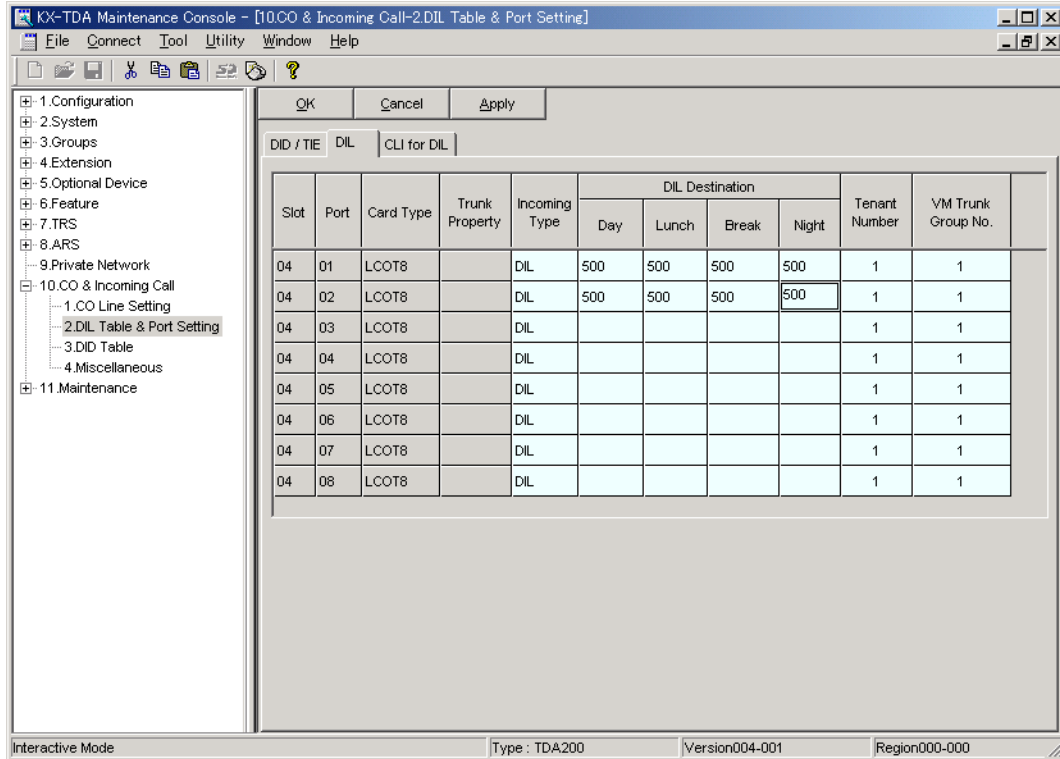 KX-TDA Maintenance Console - [10.CO & Incoming Call-2.DIL Table & Port Setting]
File Connect Tool Utility Window Help
1.Configuration
2.System
3.Groups
4.Extension
5.Optional Device
6.Feature
7.TRS
8.ARS
9.Private Network
10.CO & Incoming Call
1.CO Line Setting
2.DIL Table & Port Setting
3.DID Table
4.Miscellaneous
11.Maintenance
OK Cancel Apply
DID / TIE DIL CLI for DIL
Slot Port Card Type Trunk Property Incoming Type DIL Destination Tenant Number VM Trunk Group No.
Day Lunch Break Night
04 01 LCOT8 DIL 500 500 500 500 1 1
04 02 LCOT8 DIL 500 500 500 500 1 1
04 03 LCOT8 DIL 1 1
04 04 LCOT8 DIL 1 1
04 05 LCOT8 DIL 1 1
04 06 LCOT8 DIL 1 1
04 07 LCOT8 DIL 1 1
04 08 LCOT8 DIL 1 1
Interactive Mode Type : TDA200 Version004-001 Region000-000